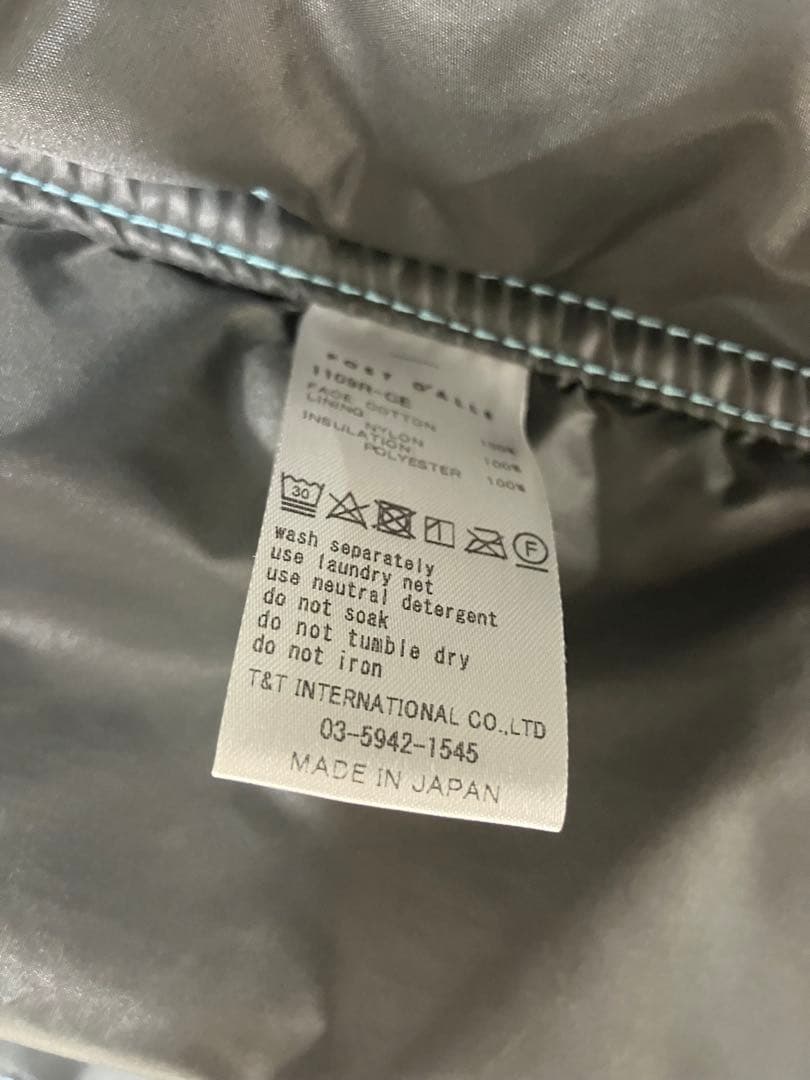 POST O'ALLS
1109R-CE
FACE COTTON 100%
LINING NYLON 100%
INSULATION
POLYESTER 100%
30
F
wash separately
use laundry net
use neutral detergent
do not soak
do not tumble dry
do not iron
T&T INTERNATIONAL CO.,LTD
03-5942-1545
MADE IN JAPAN